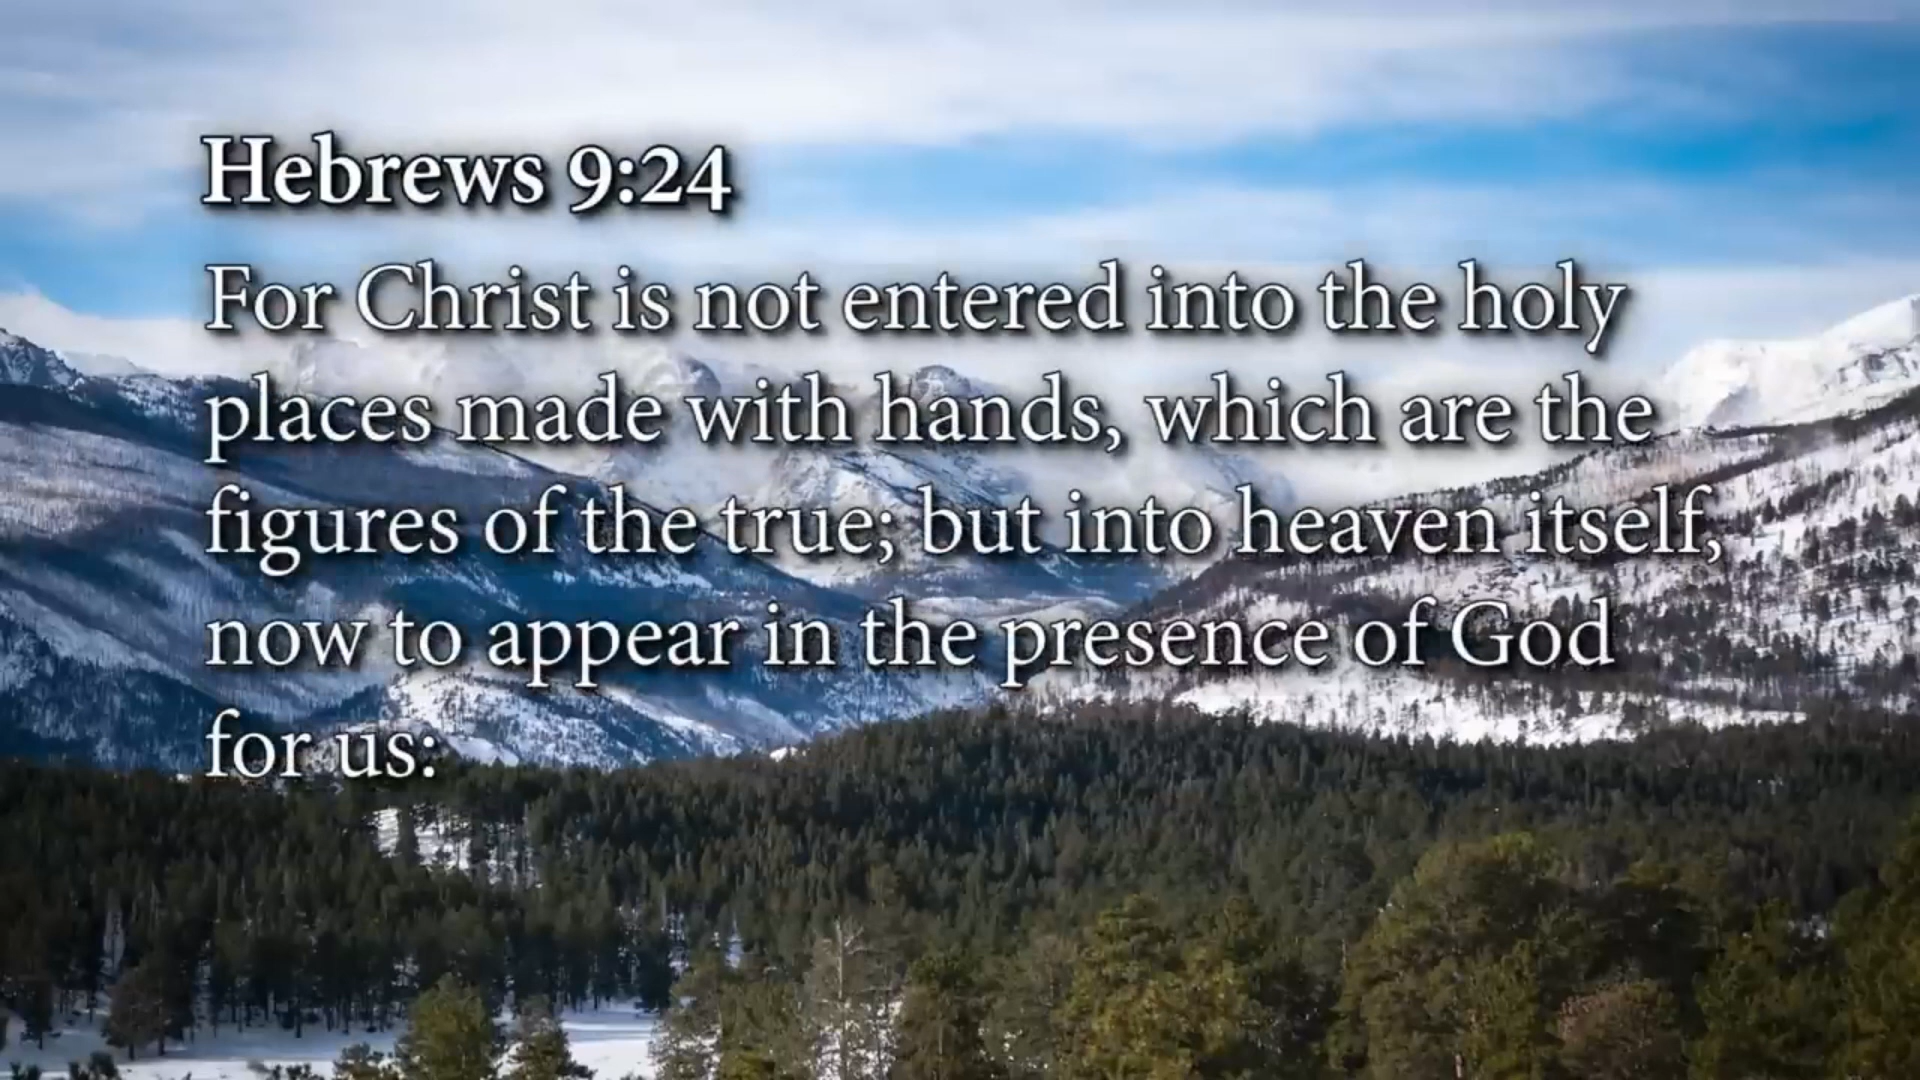 Hebrews 9:24
For Christ is not entered into the holy
places made with hands, which are the
figures of the true; but into heaven itself,
now to appear in the presence of God
for us: